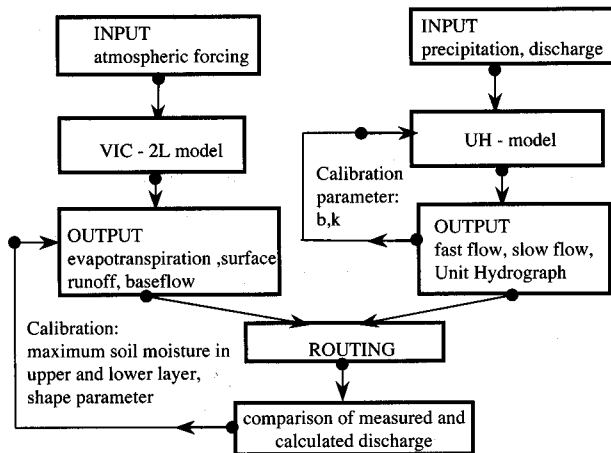 INPUT
atmospheric forcing
INPUT
precipitation, discharge
VIC - 2L model
UH - model
Calibration
parameter:
b,k
OUTPUT
evapotranspiration ,surface
runoff, baseflow
OUTPUT
fast flow, slow flow,
Unit Hydrograph
Calibration:
maximum soil moisture in
upper and lower layer,
shape parameter
ROUTING
comparison of measured and
calculated discharge